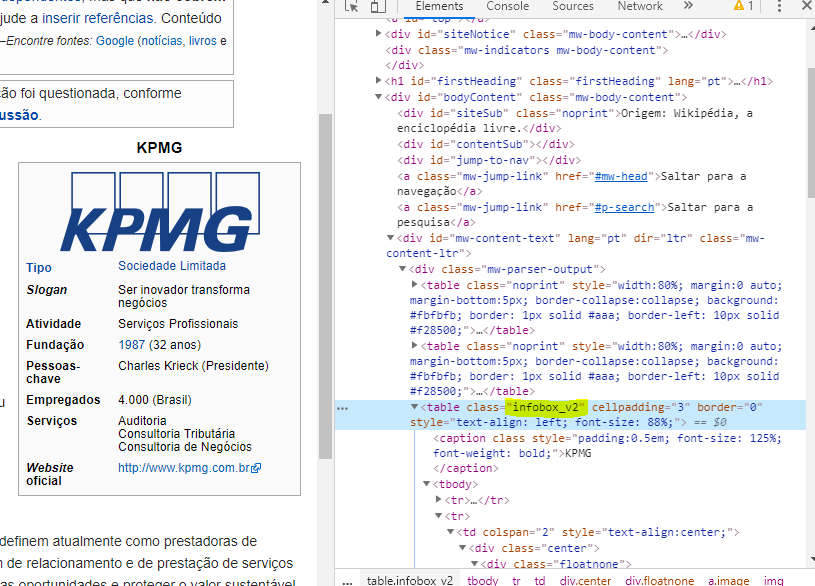 jude a inserir referências. Conteúdo
—Encontre fontes: Google (notícias, livros e
ão foi questionada, conforme
ussão.
KPMG
KPMG
Tipo Sociedade Limitada
Slogan Ser inovador transforma
negócios
Atividade Serviços Profissionais
Fundação 1987 (32 anos)
Pessoas- Charles Krieck (Presidente)
chave
Empregados 4.000 (Brasil)
Serviços Auditoria
Consultoria Tributária
Consultoria de Negócios
Website http://www.kpmg.com.br
oficial
definem atualmente como prestadoras de
n de relacionamento e de prestação de serviços
as oportunidades e proteger o valor sustentável
Elements Console Sources Network » 1
<div id="siteNotice" class="mw-body-content">…</div>
<div class="mw-indicators mw-body-content">
</div>
<h1 id="firstHeading" class="firstHeading" lang="pt">…</h1>
<div id="bodyContent" class="mw-body-content">
<div id="siteSub" class="noprint">Origem: Wikipédia, a
enciclopédia livre.</div>
<div id="contentSub"></div>
<div id="jump-to-nav"></div>
<a class="mw-jump-link" href="#mw-head">Saltar para a
navegação</a>
<a class="mw-jump-link" href="#p-search">Saltar para a
pesquisa</a>
<div id="mw-content-text" lang="pt" dir="ltr" class="mw-
content-ltr">
<div class="mw-parser-output">
<table class="noprint" style="width:80%; margin:0 auto;
margin-bottom:5px; border-collapse:collapse; background:
#fbfbfb; border: 1px solid #aaa; border-left: 10px solid
#f28500;">…</table>
<table class="noprint" style="width:80%; margin:0 auto;
margin-bottom:5px; border-collapse:collapse; background:
#fbfbfb; border: 1px solid #aaa; border-left: 10px solid
#f28500;">…</table>
<table class="infobox_v2" cellpadding="3" border="0"
style="text-align: left; font-size: 88%;"> == $0
<caption class style="padding:0.5em; font-size: 125%;
font-weight: bold;">KPMG
</caption>
<tbody>
<tr>…</tr>
<tr>
<td colspan="2" style="text-align:center;">
<div class="center">
<div class="floatnone">
... table.infobox_v2 tbody tr td div.center div.floatnone a.image img